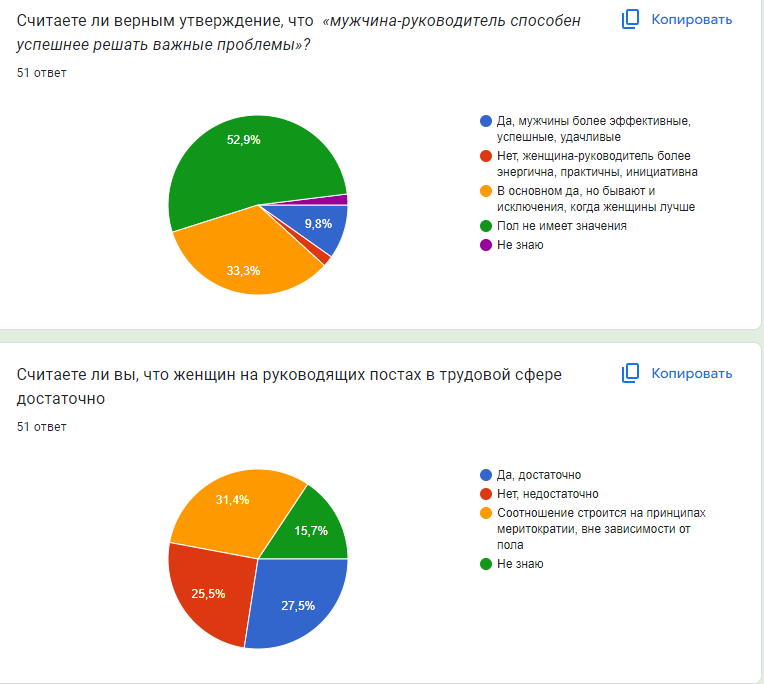 Считаете ли верным утверждение, что «мужчина-руководитель способен
успешнее решать важные проблемы»?
Копировать
51 ответ
52,9%
9,8%
33,3%
Да, мужчины более эффективные,
успешные, удачливые
Нет, женщина-руководитель более
энергична, практична, инициативна
В основном да, но бывают и
исключения, когда женщины лучше
Пол не имеет значения
Не знаю
Считаете ли вы, что женщин на руководящих постах в трудовой сфере
достаточно
Копировать
51 ответ
31,4%
15,7%
25,5%
27,5%
Да, достаточно
Нет, недостаточно
Соотношение строится на принципах
меритократии, вне зависимости от
пола
Не знаю